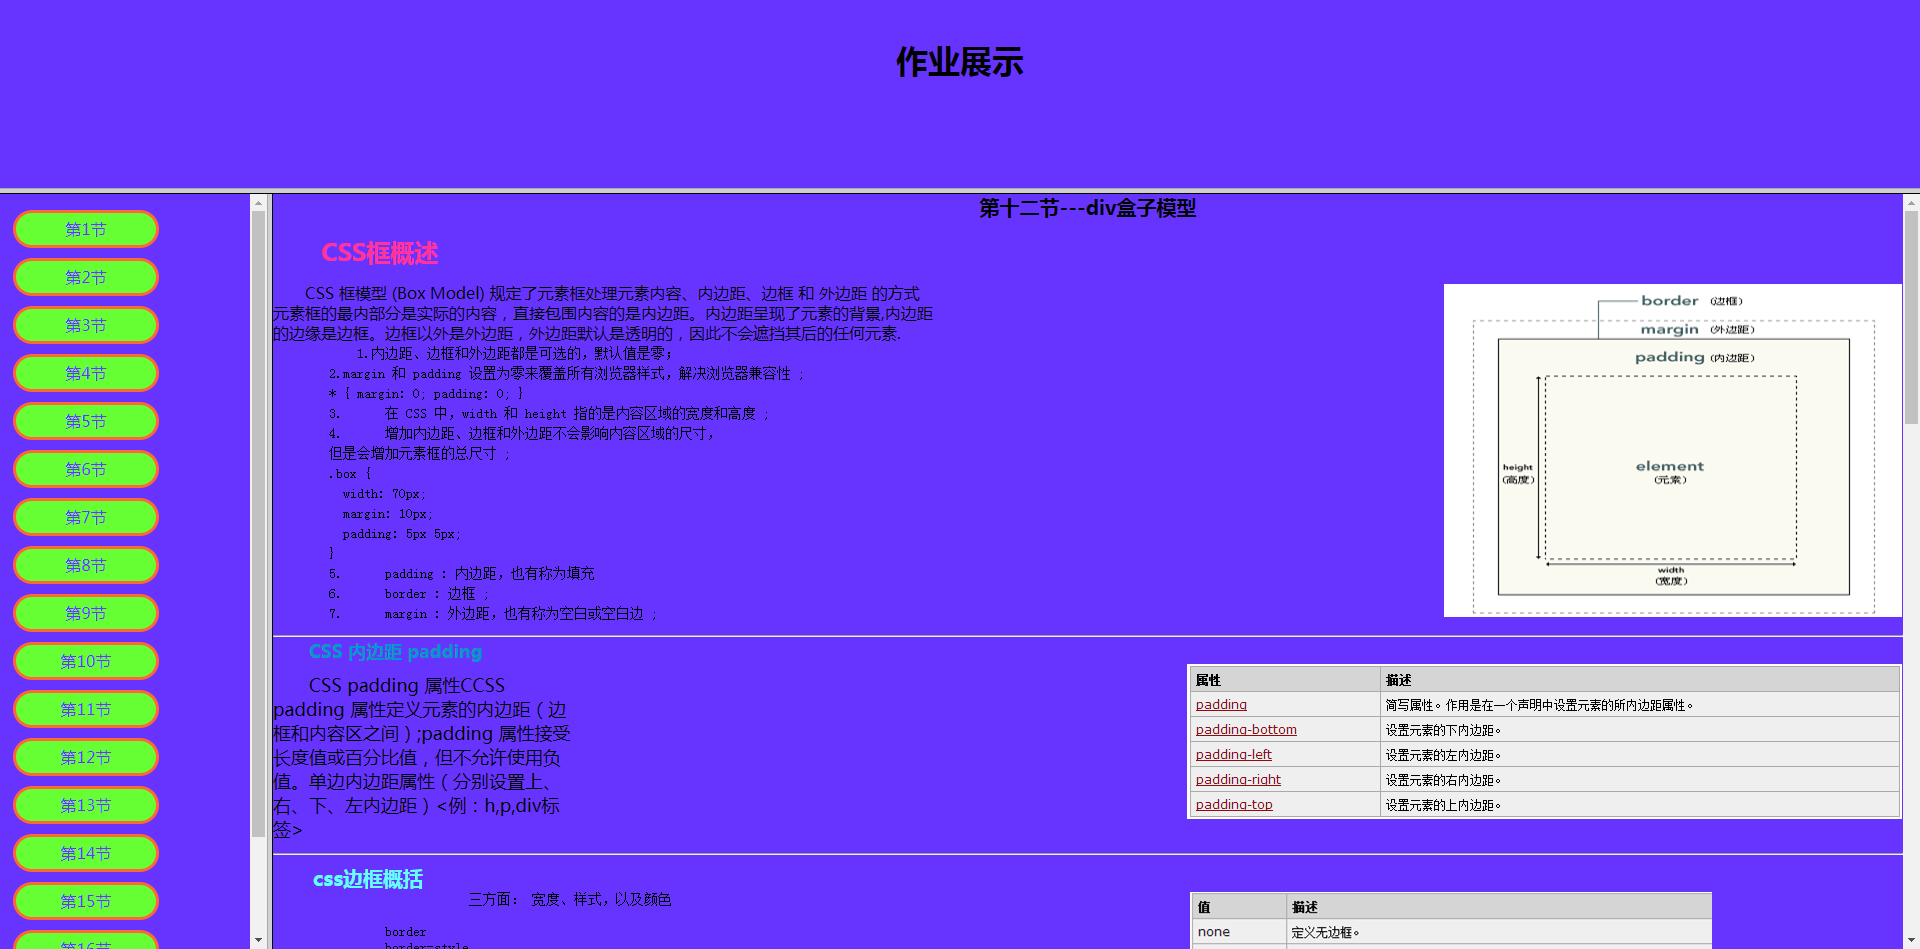 作业展示
第1节
第2节
第3节
第4节
第5节
第6节
第7节
第8节
第9节
第10节
第11节
第12节
第13节
第14节
第15节
第16节
第十二节---div盒子模型
CSS框概述
CSS 框模型 (Box Model) 规定了元素框处理元素内容、内边距、边框 和 外边距 的方式
元素框的最内部分是实际的内容，直接包围内容的是内边距。内边距呈现了元素的背景,内边距
的边缘是边框。边框以外是外边距，外边距默认是透明的，因此不会遮挡其后的任何元素.
1.内边距、边框和外边距都是可选的，默认值是零；
2.margin 和 padding 设置为零来覆盖所有浏览器样式，解决浏览器兼容性 ；
* { margin: 0; padding: 0; }
3. 在 CSS 中，width 和 height 指的是内容区域的宽度和高度 ；
4. 增加内边距、边框和外边距不会影响内容区域的尺寸，
但是会增加元素框的总尺寸 ；
.box {
width: 70px;
margin: 10px;
padding: 5px 5px;
}
5. padding : 内边距，也有称为填充
6. border : 边框 ；
7. margin : 外边距，也有称为空白或空白边 ；
border (边框)
margin (外边距)
padding (内边距)
height
(高度)
element
(元素)
width
(宽度)
CSS 内边距 padding
CSS padding 属性CCSS
padding 属性定义元素的内边距（边
框和内容区之间）;padding 属性接受
长度值或百分比值，但不允许使用负
值。单边内边距属性（分别设置上、
右、下、左内边距）<例：h,p,div标
签>
属性 描述
padding 简写属性。作用是在一个声明中设置元素的所内边距属性。
padding-bottom 设置元素的下内边距。
padding-left 设置元素的左内边距。
padding-right 设置元素的右内边距。
padding-top 设置元素的上内边距。
css边框概括
三方面： 宽度、样式，以及颜色
border
border-style
值 描述
none 定义无边框。